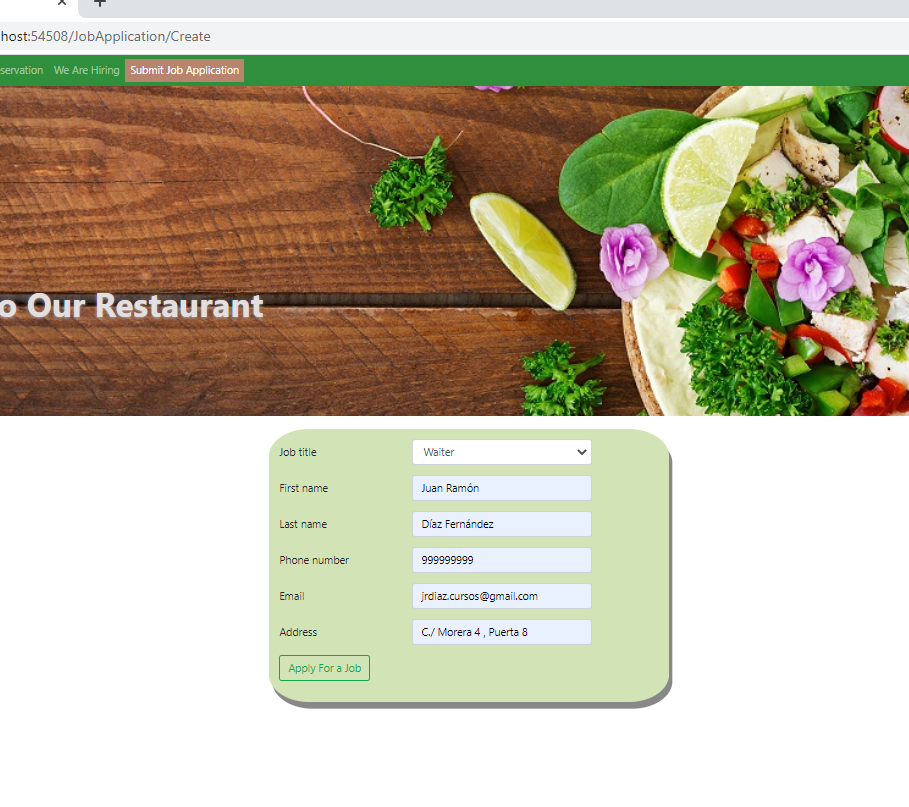 host:54508/JobApplication/Create
servation We Are Hiring Submit Job Application
o Our Restaurant
Job title Waiter
First name Juan Ramón
Last name Díaz Fernández
Phone number 999999999
Email jrdiaz.cursos@gmail.com
Address C./ Morera 4 , Puerta 8
Apply For a Job